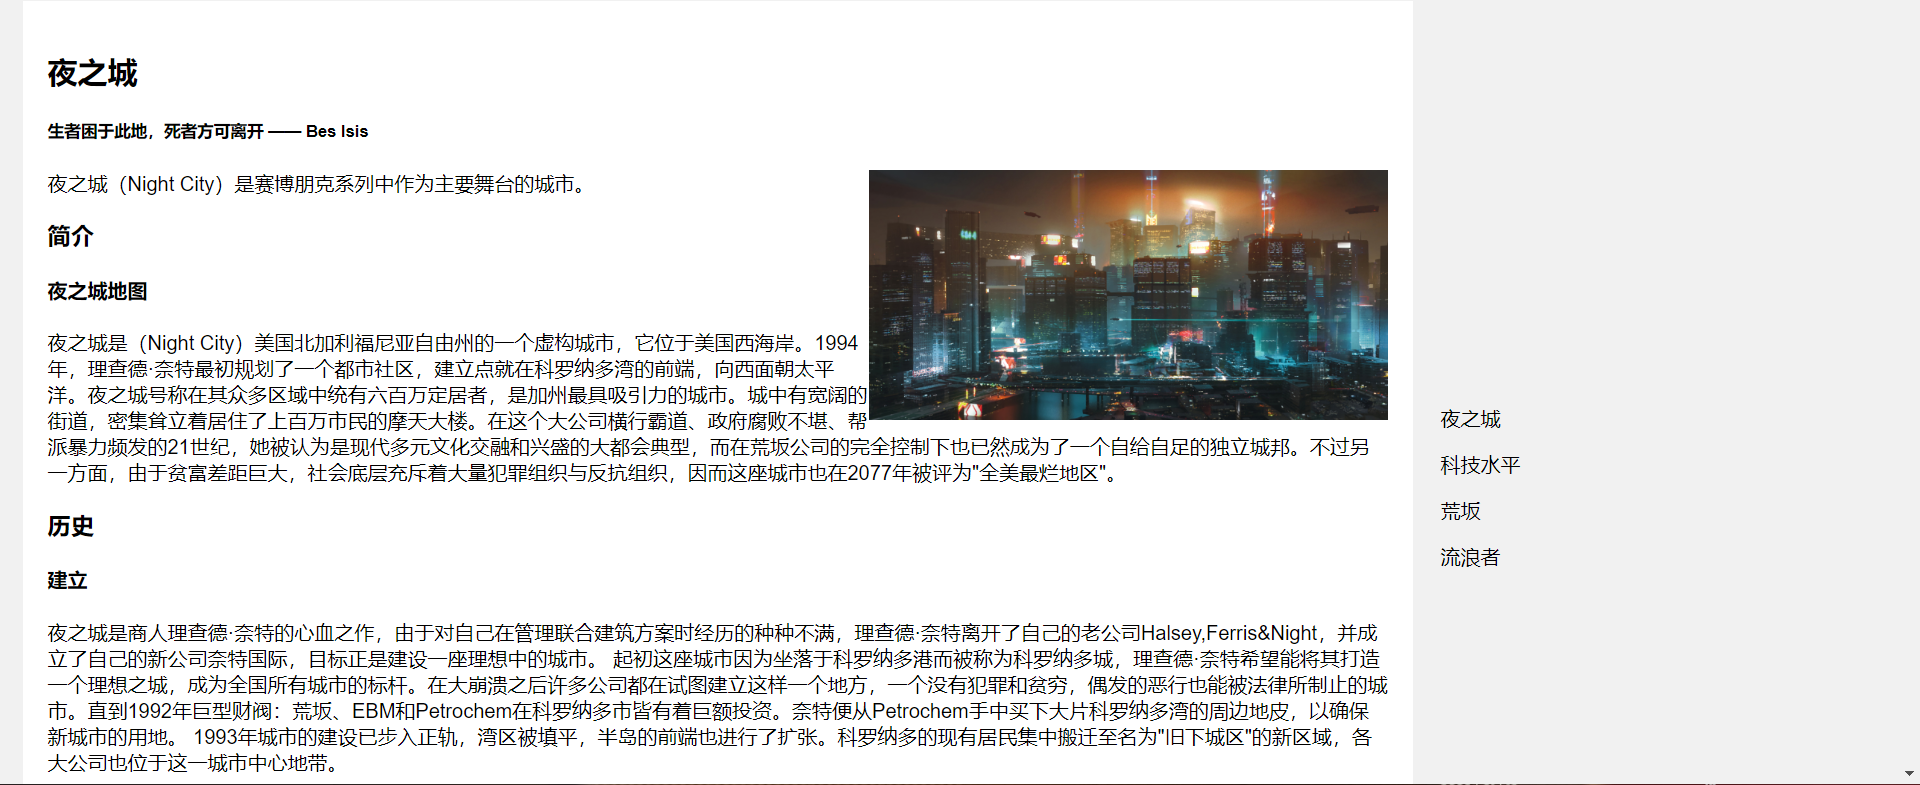 夜之城
生者困于此地，死者方可离开 —— Bes Isis
夜之城（Night City）是赛博朋克系列中作为主要舞台的城市。
简介
夜之城地图
夜之城是（Night City）美国北加利福尼亚自由州的一个虚构城市，它位于美国西海岸。1994
年，理查德·奈特最初规划了一个都市社区，建立点就在科罗纳多湾的前端，向西面朝太平
洋。夜之城号称在其众多区域中统有六百万定居者，是加州最具吸引力的城市。城中有宽阔的
街道，密集耸立着居住了上百万市民的摩天大楼。在这个大公司横行霸道、政府腐败不堪、帮
派暴力频发的21世纪，她被认为是现代多元文化交融和兴盛的大都会典型，而在荒坂公司的完全控制下也已然成为了一个自给自足的独立城邦。不过另
一方面，由于贫富差距巨大，社会底层充斥着大量犯罪组织与反抗组织，因而这座城市也在2077年被评为"全美最烂地区"。
历史
建立
夜之城是商人理查德·奈特的心血之作，由于对自己在管理联合建筑方案时经历的种种不满，理查德·奈特离开了自己的老公司Halsey,Ferris&Night，并成
立了自己的新公司奈特国际，目标正是建设一座理想中的城市。 起初这座城市因为坐落于科罗纳多港而被称为科罗纳多城，理查德·奈特希望能将其打造
一个理想之城，成为全国所有城市的标杆。在大崩溃之后许多公司都在试图建立这样一个地方，一个没有犯罪和贫穷，偶发的恶行也能被法律所制止的城
市。直到1992年巨型财阀：荒坂、EBM和Petrochem在科罗纳多市皆有着巨额投资。奈特便从Petrochem手中买下大片科罗纳多湾的周边地皮，以确保
新城市的用地。 1993年城市的建设已步入正轨，湾区被填平，半岛的前端也进行了扩张。科罗纳多的现有居民集中搬迁至名为"旧下城区"的新区域，各
大公司也位于这一城市中心地带。
夜之城
科技水平
荒坂
流浪者